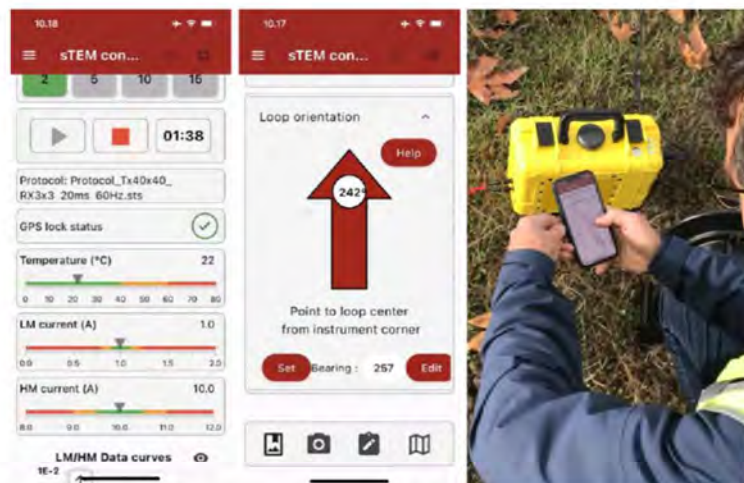 10.18
sTEM con...
2 5 10 15
01:38
Protocol: Protocol_Tx40x40_
RX3x3 20ms 60Hz.sts
GPS lock status
Temperature (°C) 22
0 10 20 30 40 50 60 70 80
LM current (A) 1.0
0.0 0.5 1.0 1.5 2.0
HM current (A) 10.0
8.0 9.0 10.0 11.0 12.0
LM/HM Data curves
1E-2
10.17
sTEM con...
Loop orientation
Help
242°
Point to loop center
from instrument corner
Set Bearing : 257 Edit